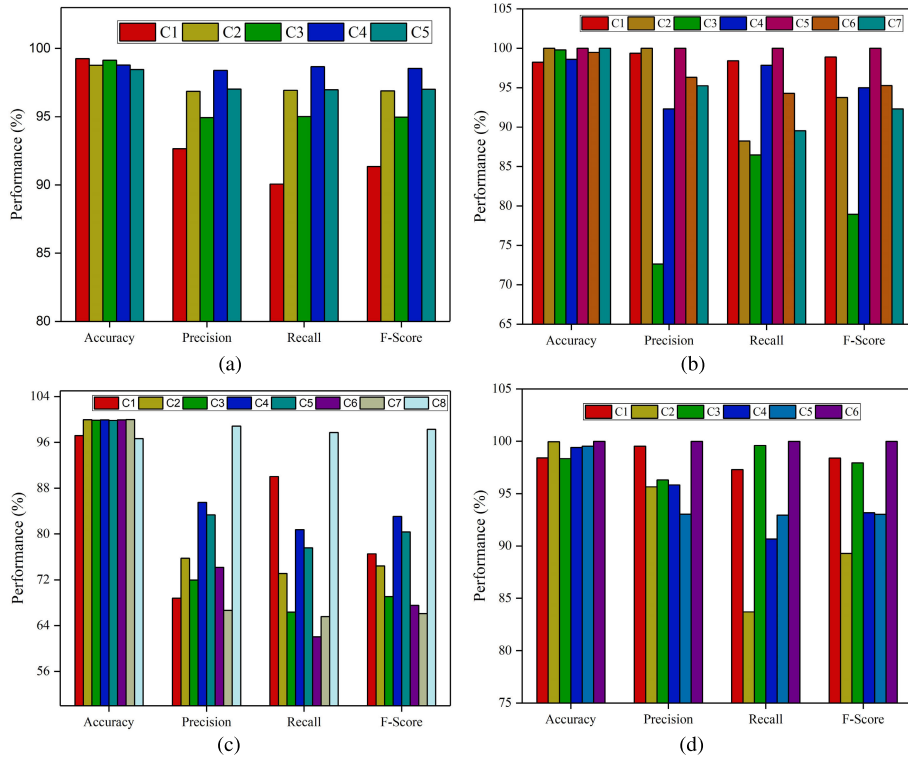 C1 C2 C3 C4 C5
100
95
90
85
80
Performance (%)
Accuracy Precision Recall F-Score
(a)
C1 C2 C3 C4 C5 C6 C7
105
100
95
90
85
80
75
70
65
Performance (%)
Accuracy Precision Recall F-Score
(b)
C1 C2 C3 C4 C5 C6 C7 C8
104
96
88
80
72
64
56
Performance (%)
Accuracy Precision Recall F-Score
(c)
C1 C2 C3 C4 C5 C6
105
100
95
90
85
80
75
Performance (%)
Accuracy Precision Recall F-Score
(d)